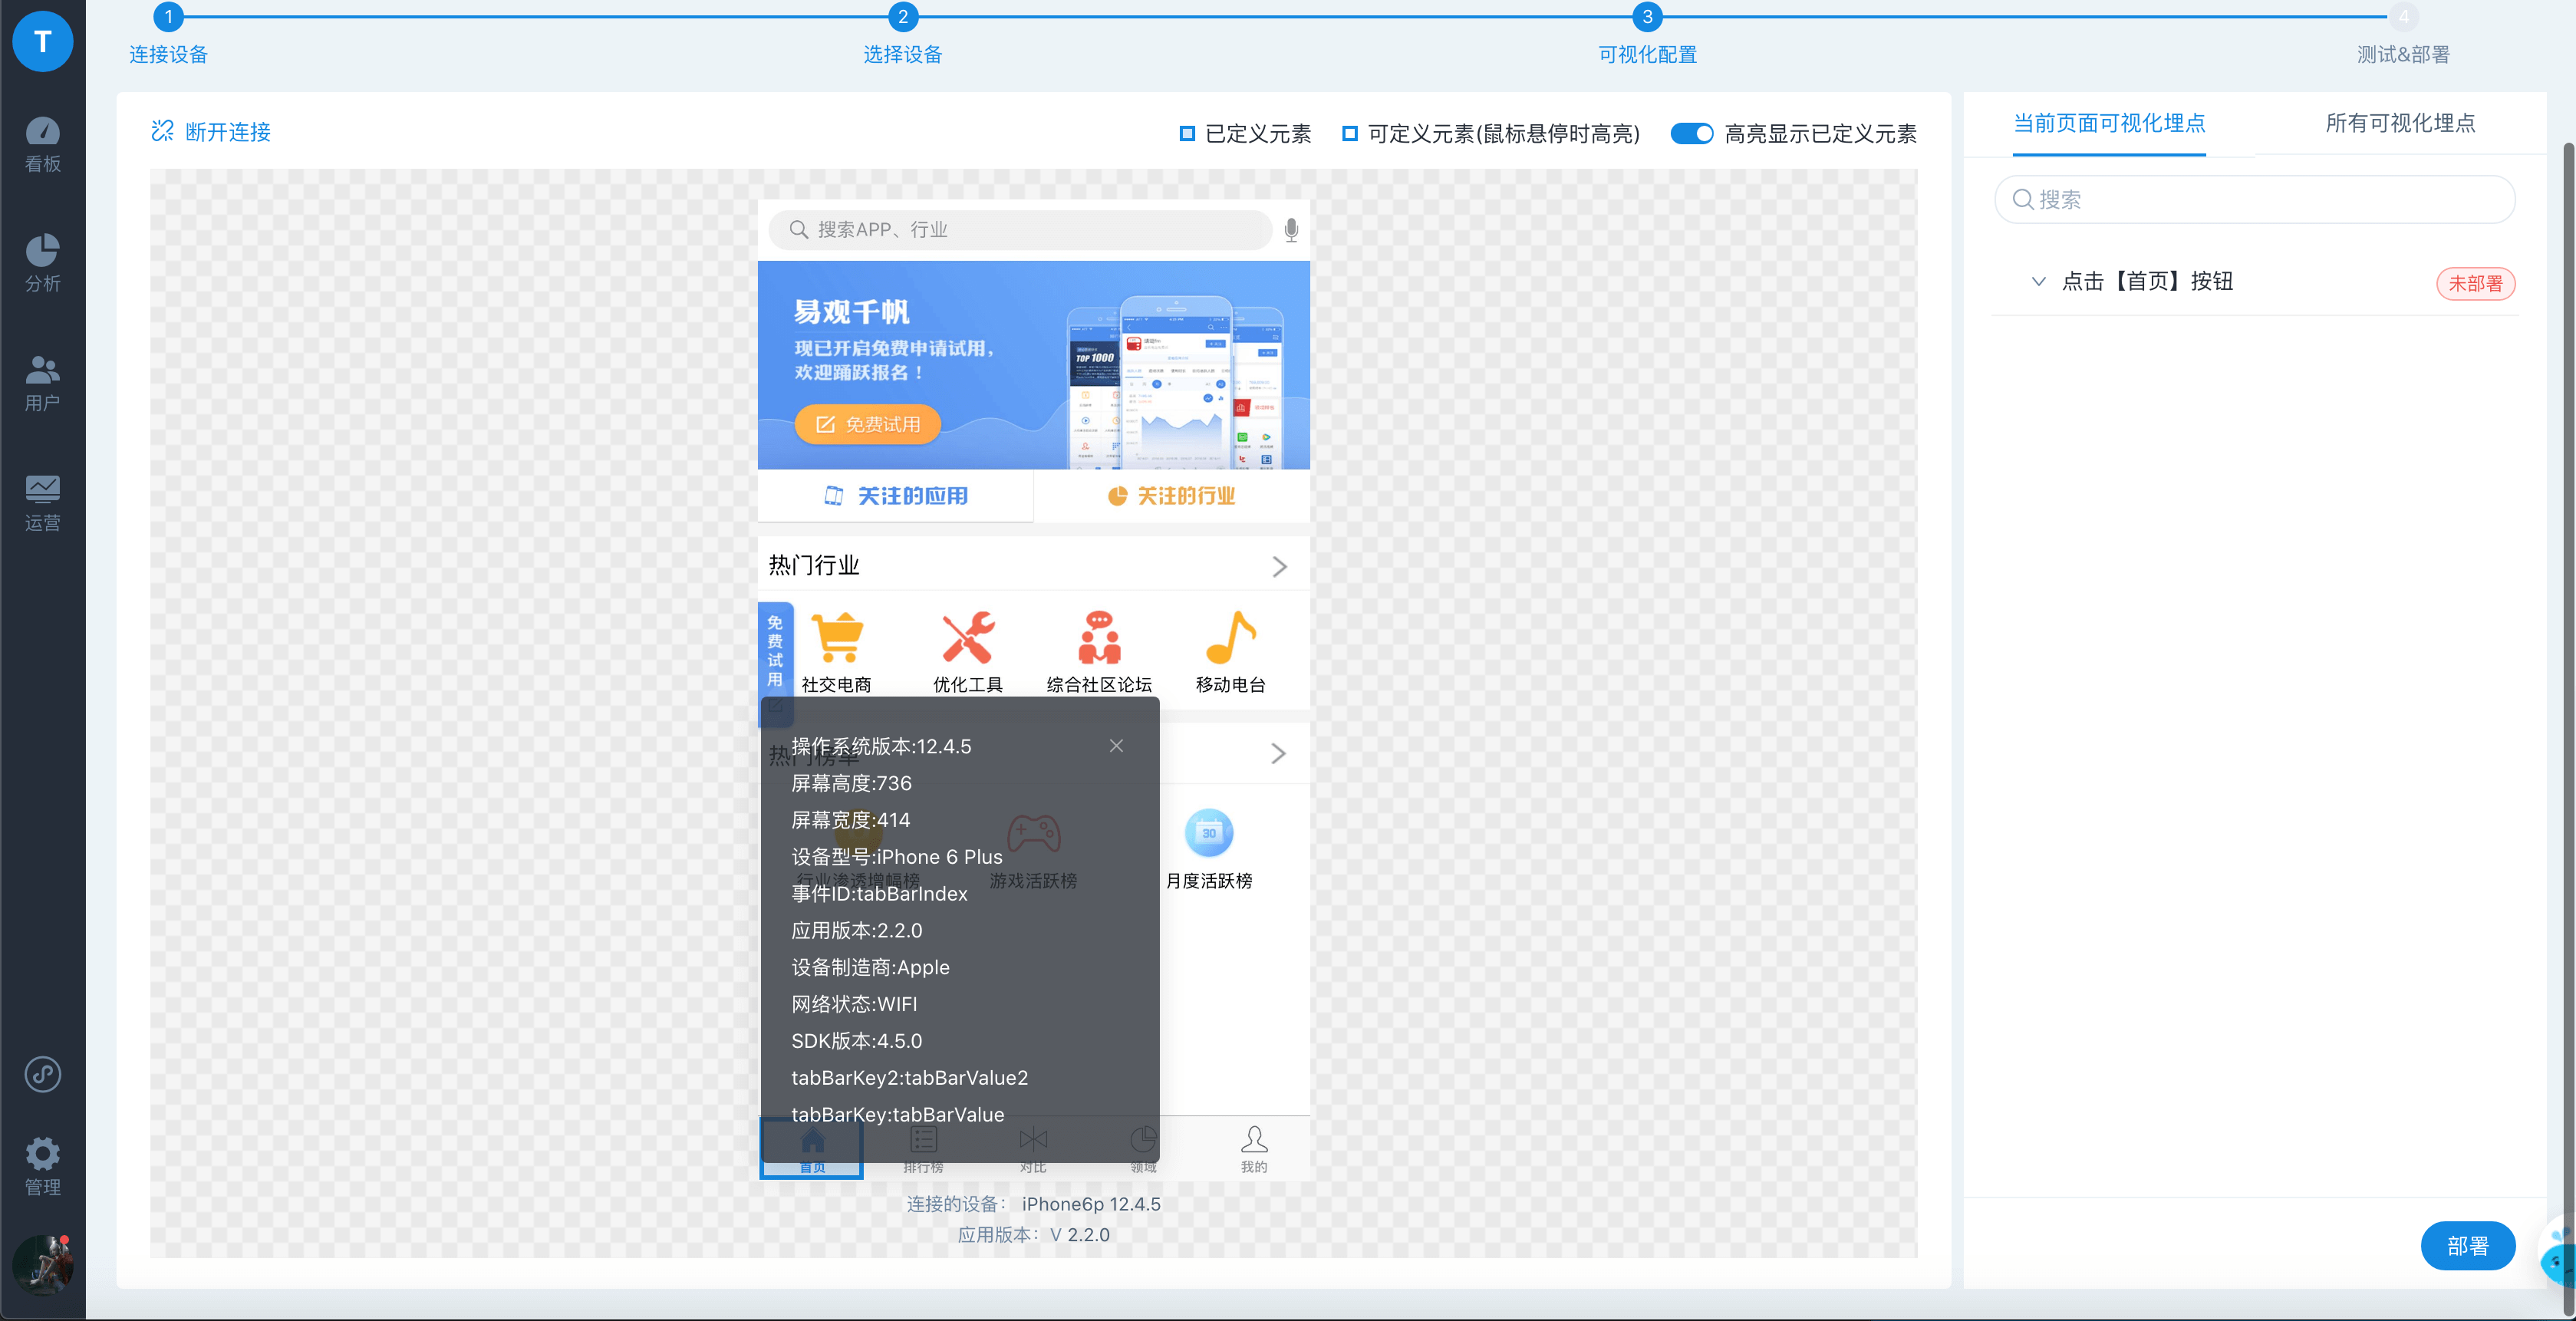 T
看板
分析
用户
运营
管理
1
2
3
4
连接设备
选择设备
可视化配置
测试&部署
断开连接
已定义元素
可定义元素(鼠标悬停时高亮)
高亮显示已定义元素
搜索APP、行业
易观千帆
现已开启免费申请试用,
欢迎踊跃报名!
免费试用
TOP 1000
关注的应用
关注的行业
热门行业
免费试用
社交电商
优化工具
综合社区论坛
移动电台
热门榜单
行业渗透增幅榜
游戏活跃榜
30
月度活跃榜
操作系统版本:12.4.5
屏幕高度:736
屏幕宽度:414
设备型号:iPhone 6 Plus
事件ID:tabBarIndex
应用版本:2.2.0
设备制造商:Apple
网络状态:WIFI
SDK版本:4.5.0
tabBarKey2:tabBarValue2
tabBarKey:tabBarValue
首页
排行榜
对比
领域
我的
连接的设备: iPhone6p 12.4.5
应用版本: V 2.2.0
当前页面可视化埋点
所有可视化埋点
搜索
点击【首页】按钮
未部署
部署